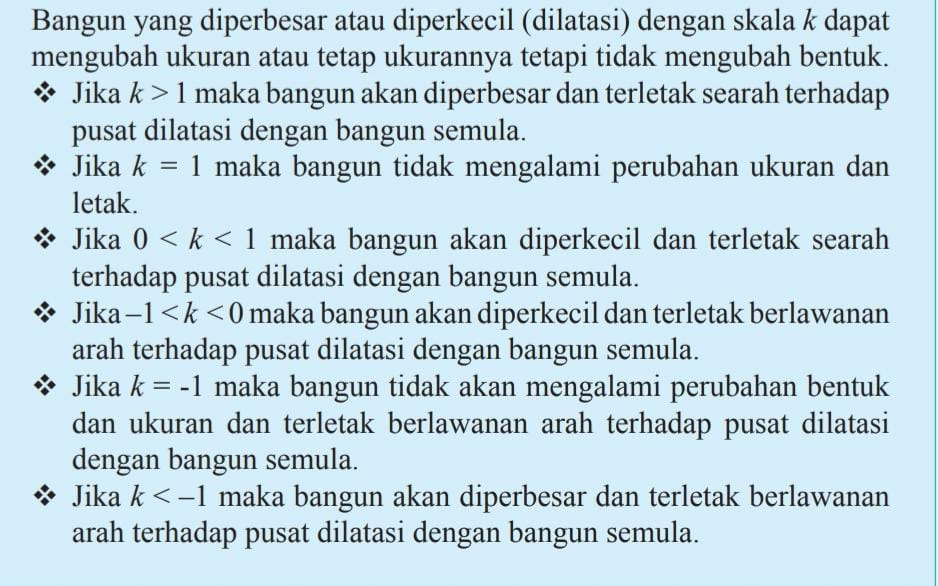 Bangun yang diperbesar atau diperkecil (dilatasi) dengan skala k dapat
mengubah ukuran atau tetap ukurannya tetapi tidak mengubah bentuk.
❖ Jika k > 1 maka bangun akan diperbesar dan terletak searah terhadap
pusat dilatasi dengan bangun semula.
❖ Jika k = 1 maka bangun tidak mengalami perubahan ukuran dan
letak.
❖ Jika 0 < k < 1 maka bangun akan diperkecil dan terletak searah
terhadap pusat dilatasi dengan bangun semula.
❖ Jika –1 < k < 0 maka bangun akan diperkecil dan terletak berlawanan
arah terhadap pusat dilatasi dengan bangun semula.
❖ Jika k = -1 maka bangun tidak akan mengalami perubahan bentuk
dan ukuran dan terletak berlawanan arah terhadap pusat dilatasi
dengan bangun semula.
❖ Jika k < –1 maka bangun akan diperbesar dan terletak berlawanan
arah terhadap pusat dilatasi dengan bangun semula.